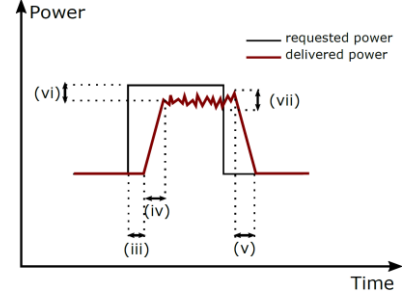 Power
requested power
delivered power
(vi)
(vii)
(iv)
(iii)
(v)
Time